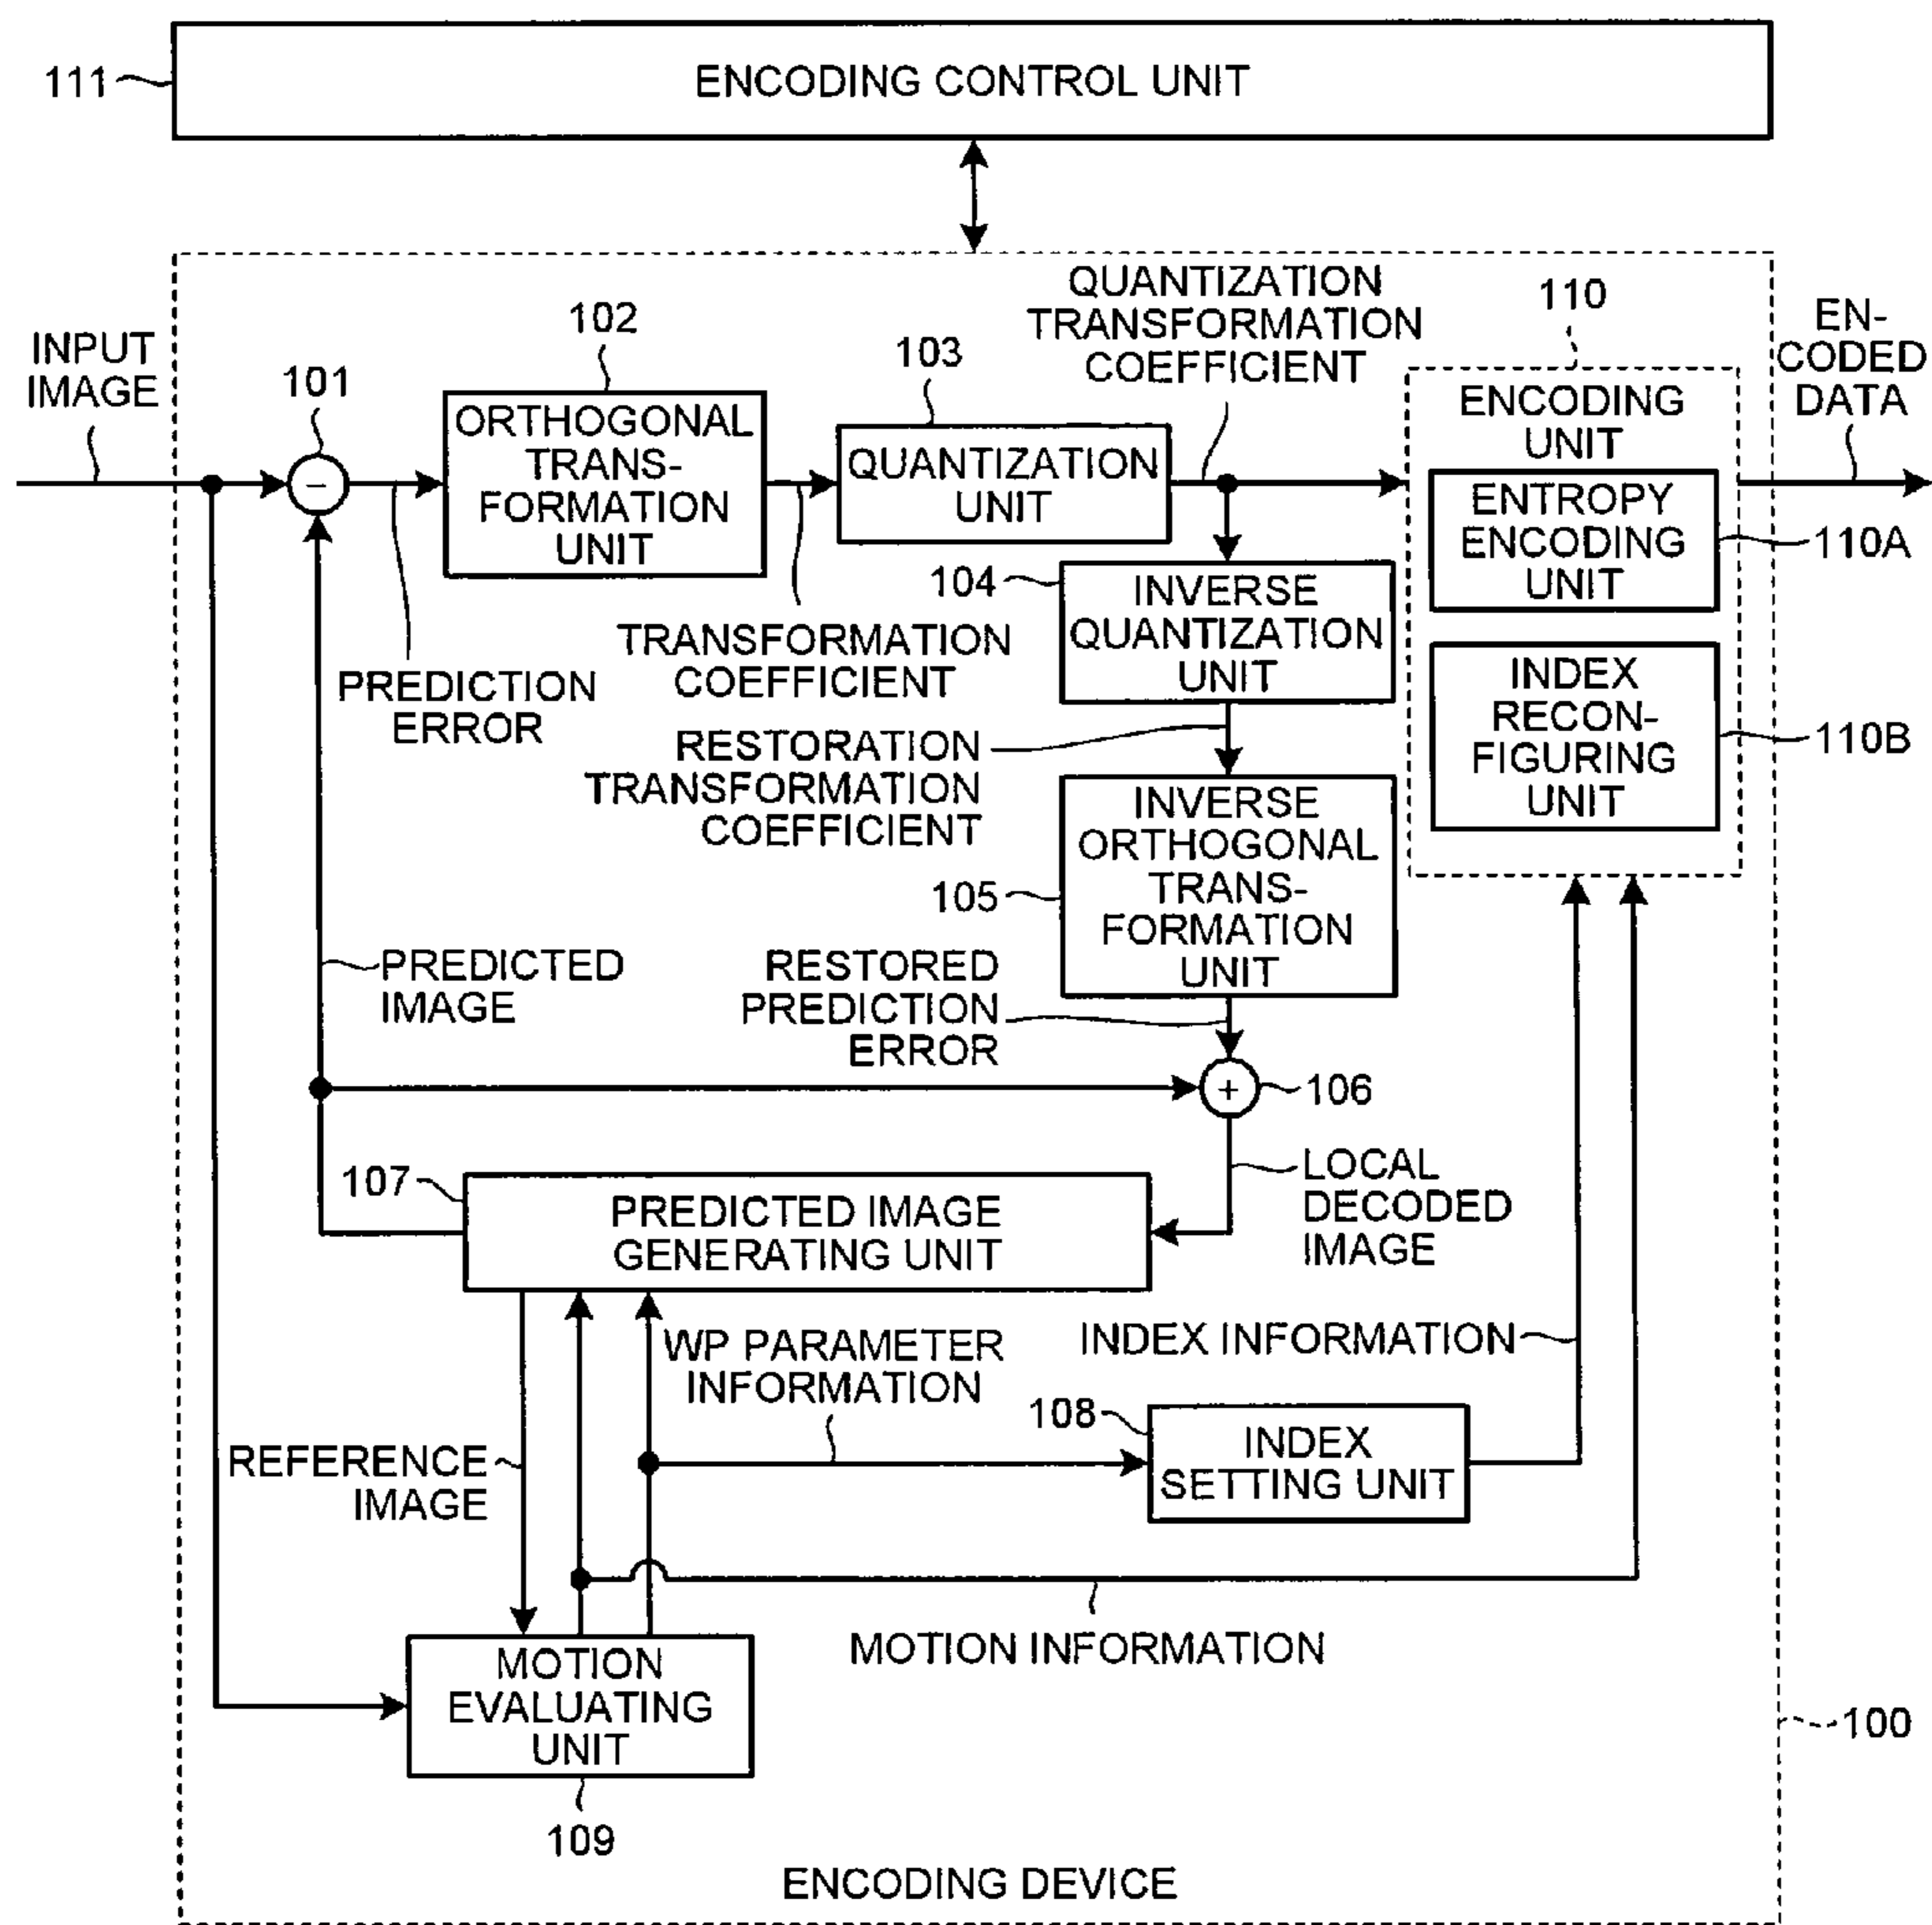 111
ENCODING CONTROL UNIT
INPUT
IMAGE
101
102
ORTHOGONAL
TRANS-
FORMATION
UNIT
103
QUANTIZATION
UNIT
QUANTIZATION
TRANSFORMATION
COEFFICIENT
110
ENCODING
UNIT
ENTROPY
ENCODING
UNIT
110A
INDEX
RECON-
FIGURING
UNIT
110B
EN-
CODED
DATA
−
PREDICTION
ERROR
TRANSFORMATION
COEFFICIENT
104
INVERSE
QUANTIZATION
UNIT
RESTORATION
TRANSFORMATION
COEFFICIENT
105
INVERSE
ORTHOGONAL
TRANS-
FORMATION
UNIT
PREDICTED
IMAGE
RESTORED
PREDICTION
ERROR
+
106
107
PREDICTED IMAGE
GENERATING UNIT
LOCAL
DECODED
IMAGE
WP PARAMETER
INFORMATION
INDEX INFORMATION
108
INDEX
SETTING UNIT
REFERENCE
IMAGE
MOTION INFORMATION
MOTION
EVALUATING
UNIT
109
100
ENCODING DEVICE